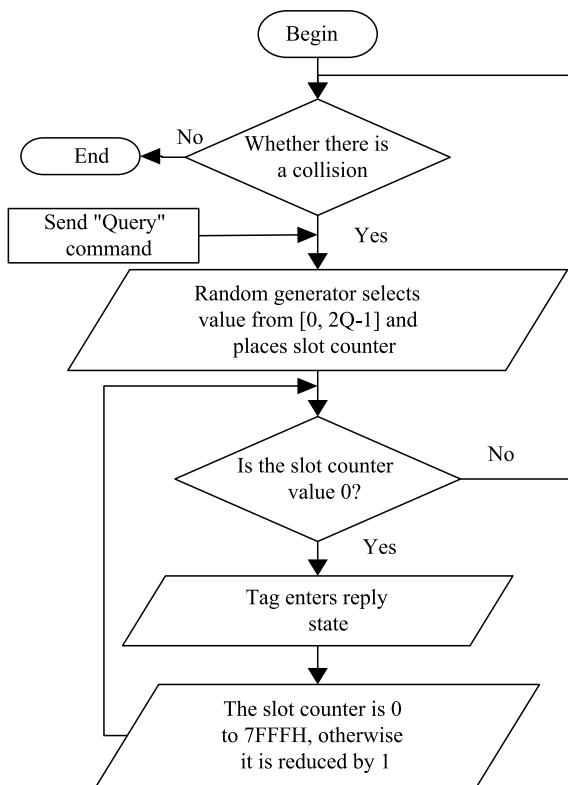 Begin
No
Whether there is
a collision
End
Send "Query"
command
Yes
Random generator selects
value from [0, 2Q-1] and
places slot counter
Is the slot counter
value 0?
No
Yes
Tag enters reply
state
The slot counter is 0
to 7FFFH, otherwise
it is reduced by 1